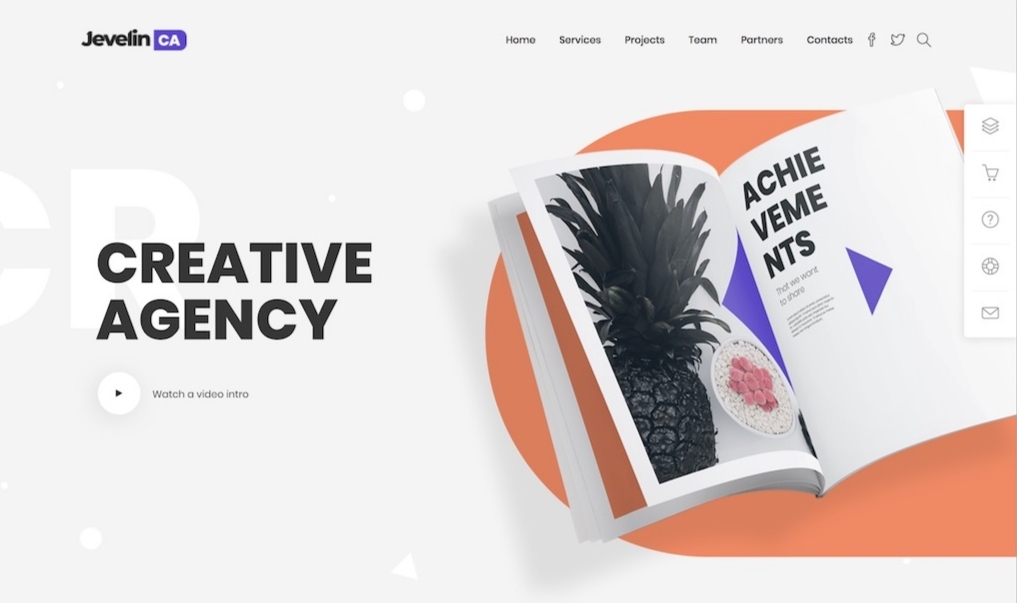 Jevelin CA
Home Services Projects Team Partners Contacts
CR
CREATIVE
AGENCY
Watch a video intro
ACHIE
VEME
NTS
That we want
to share